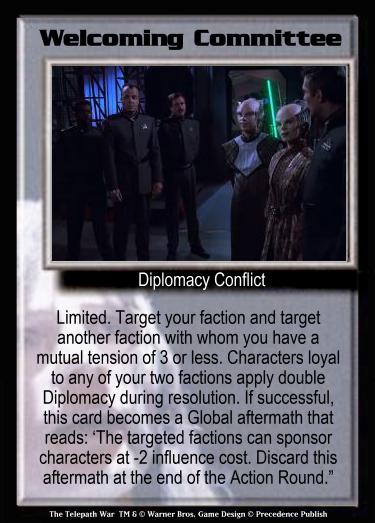 Welcoming Committee
Diplomacy Conflict
Limited. Target your faction and target
another faction with whom you have a
mutual tension of 3 or less. Characters loyal
to any of your two factions apply double
Diplomacy during resolution. If successful,
this card becomes a Global aftermath that
reads: ‘The targeted factions can sponsor
characters at -2 influence cost. Discard this
aftermath at the end of the Action Round.”
The Telepath War TM & © Warner Bros. Game Design © Precedence Publish